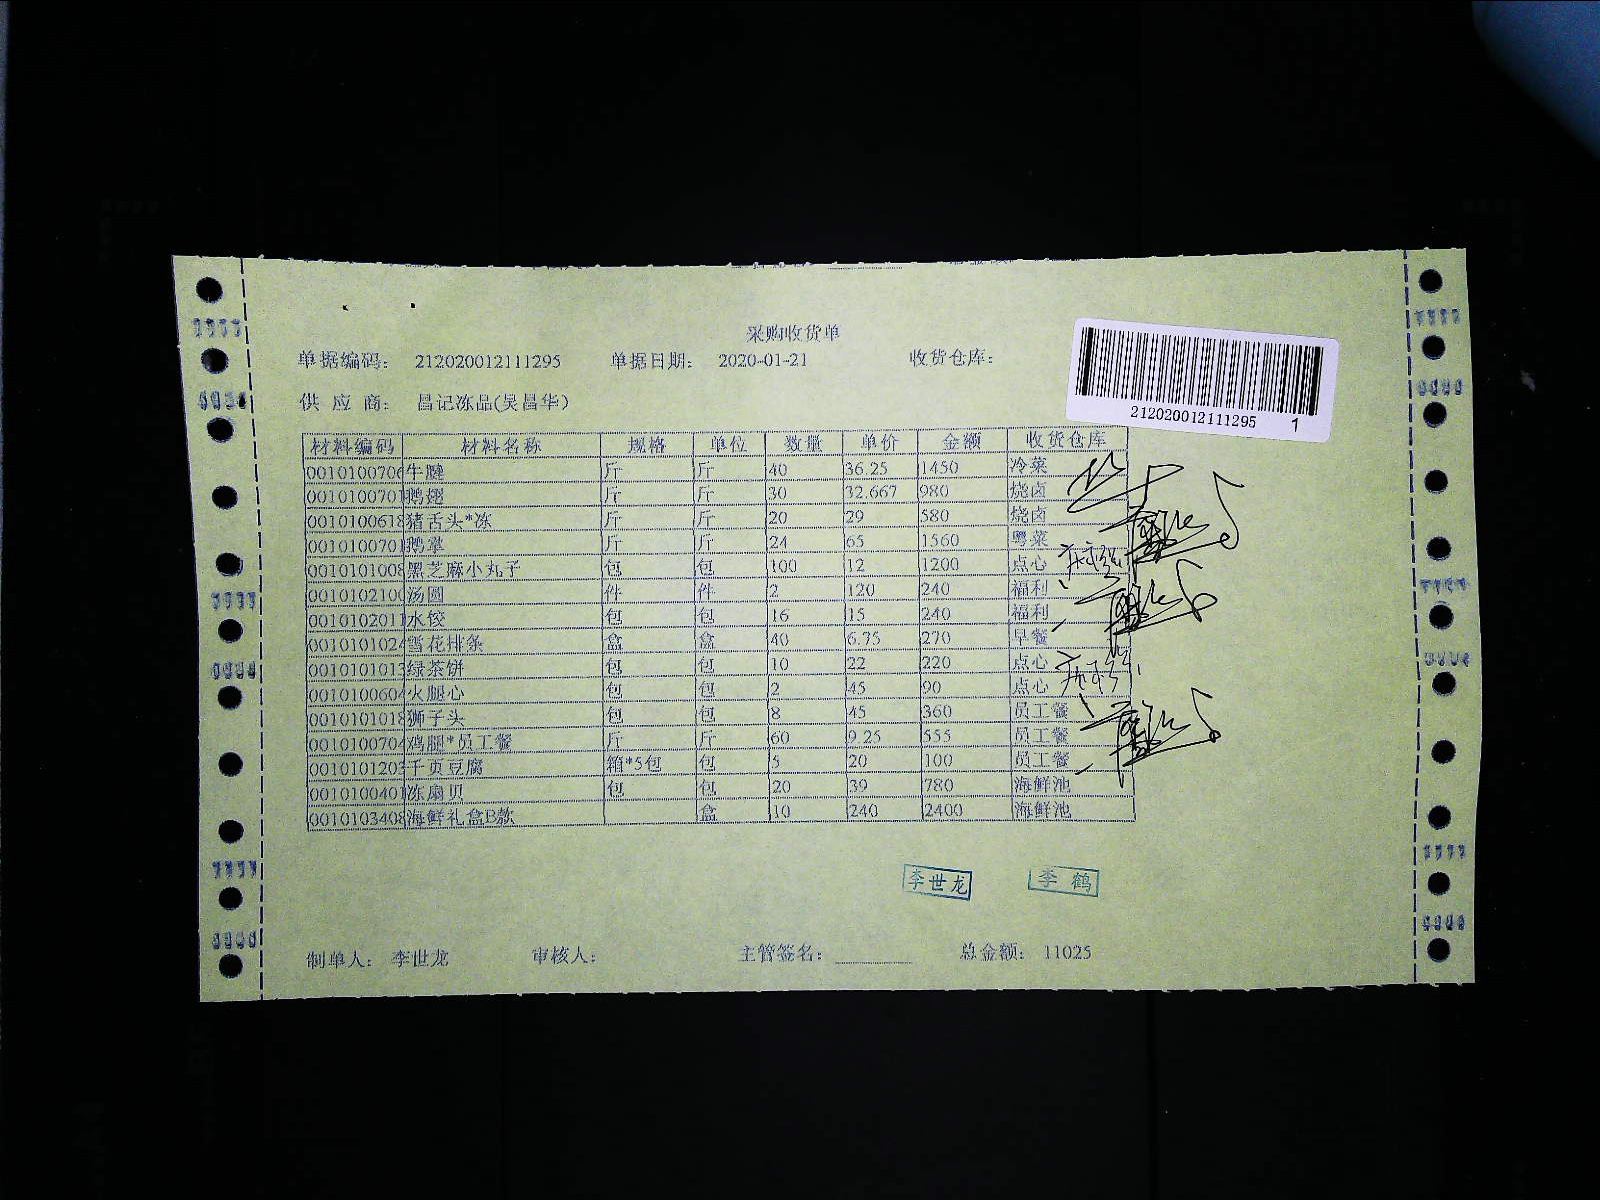 采购收货单
单据编码： 212020012111295 单据日期： 2020-01-21 收货仓库：
212020012111295 1
供 应 商： 昌记冻品(吴昌华)
材料编码 材料名称 规格 单位 数量 单价 金额 收货仓库
0010100706 牛腱 斤 斤 40 36.25 1450 冷菜
0010100701 鹅翅 斤 斤 30 32.667 980 烧卤
0010100618 猪舌头*冻 斤 斤 20 29 580 烧卤
0010100701 鹅掌 斤 斤 24 65 1560 粤菜
0010101008 黑芝麻小丸子 包 包 100 12 1200 点心
0010102100 汤圆 件 件 2 120 240 福利
0010102011 水饺 包 包 16 15 240 福利
0010101024 雪花排条 盒 盒 40 6.75 270 早餐
0010101013 绿茶饼 包 包 10 22 220 点心
0010100604 火腿心 包 包 2 45 90 点心
0010101018 狮子头 包 包 8 45 360 员工餐
0010100704 鸡腿*员工餐 斤 斤 60 9.25 555 员工餐
0010101203 千页豆腐 箱*5包 包 5 20 100 员工餐
0010100401 冻扇贝 包 包 20 39 780 海鲜池
0010103408 海鲜礼盒B款 盒 10 240 2400 海鲜池
李世龙 李鹤
制单人： 李世龙 审核人： 主管签名： 总金额： 11025